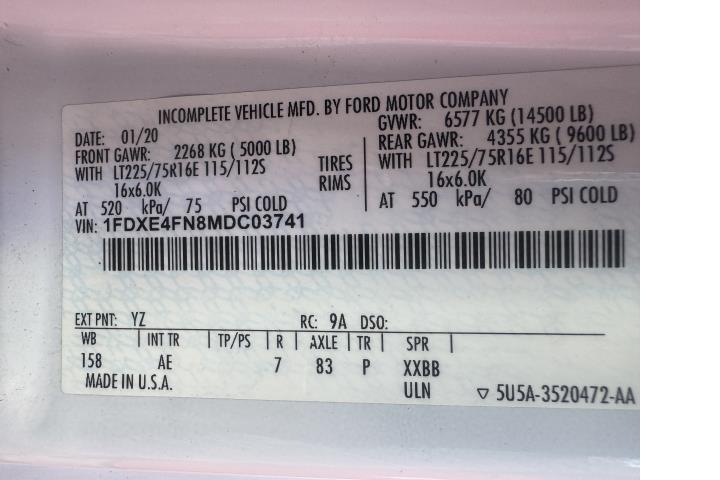 INCOMPLETE VEHICLE MFD. BY FORD MOTOR COMPANY
DATE: 01/20 GVWR: 6577 KG (14500 LB)
FRONT GAWR: 2268 KG ( 5000 LB) REAR GAWR: 4355 KG ( 9600 LB)
WITH LT225/75R16E 115/112S TIRES WITH LT225/75R16E 115/112S
16x6.0K RIMS 16x6.0K
AT 520 kPa/ 75 PSI COLD AT 550 kPa/ 80 PSI COLD
VIN: 1FDXE4FN8MDC03741
EXT PNT: YZ RC: 9A DSO:
WB | INT TR | TP/PS | R | AXLE | TR | SPR |
158 AE 7 83 P XXBB
MADE IN U.S.A. ULN ▽ 5U5A-3520472-AA